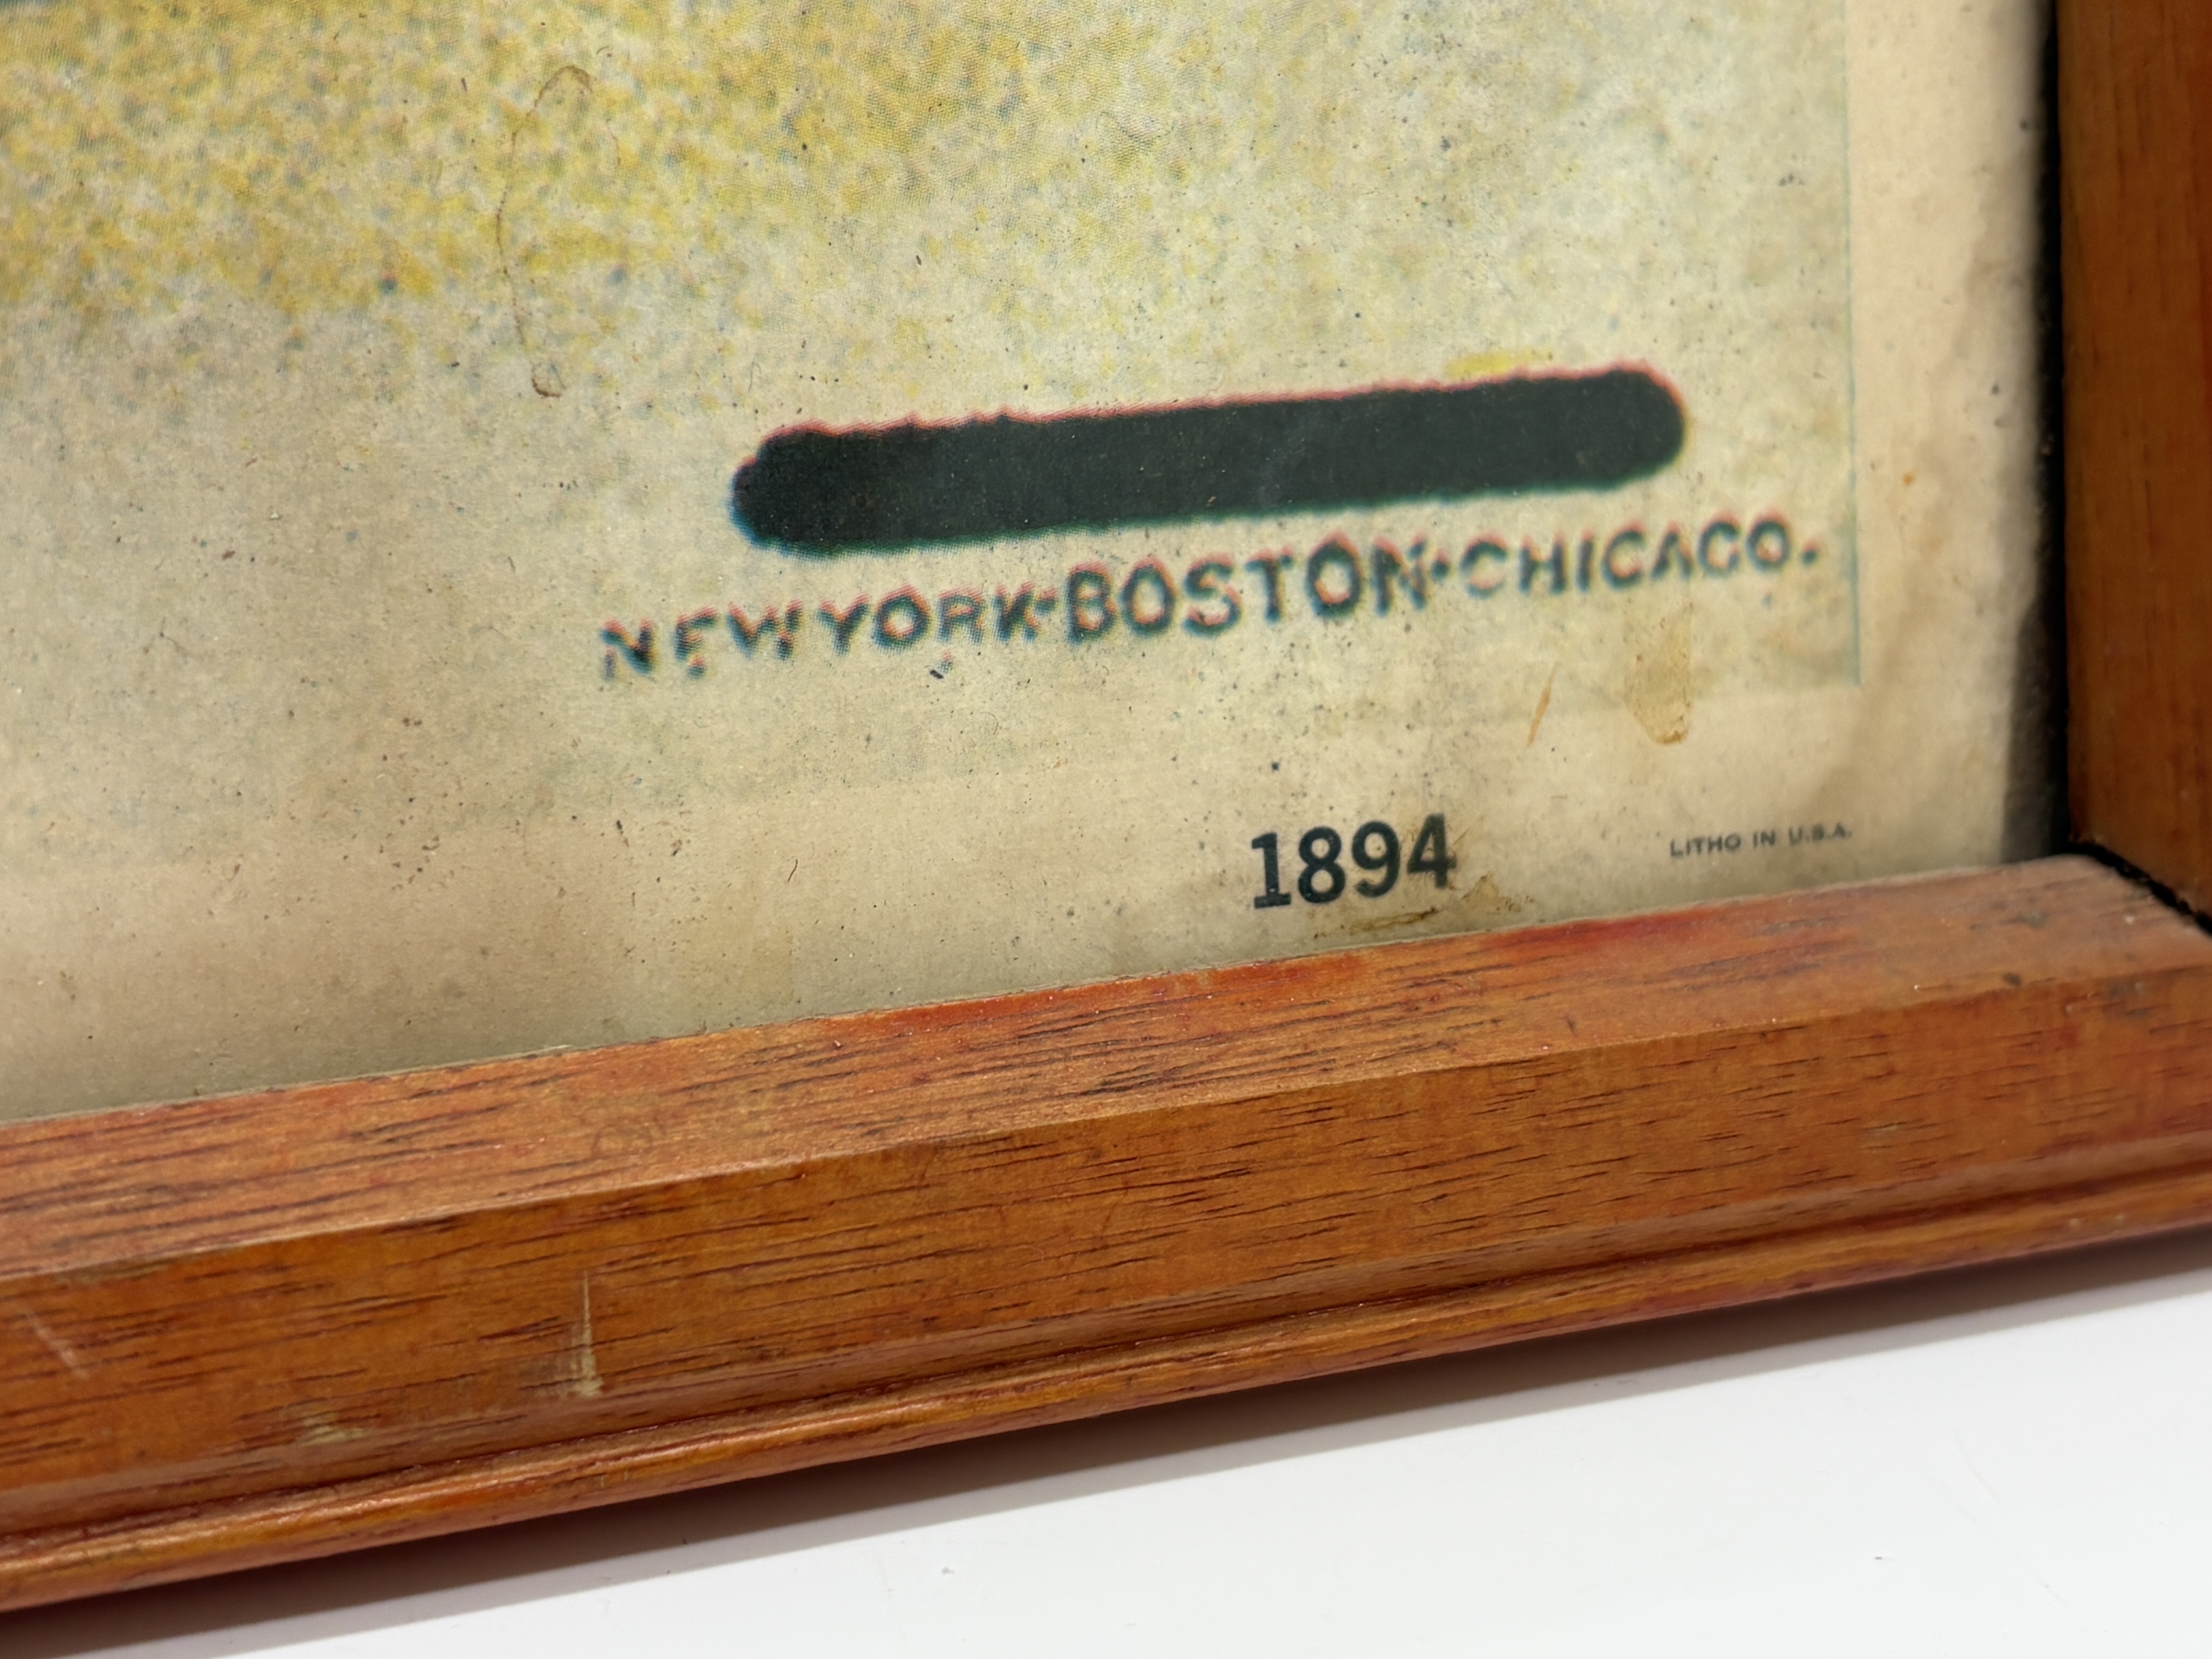 NEW YORK·BOSTON·CHICAGO.
1894
LITHO IN U.S.A.